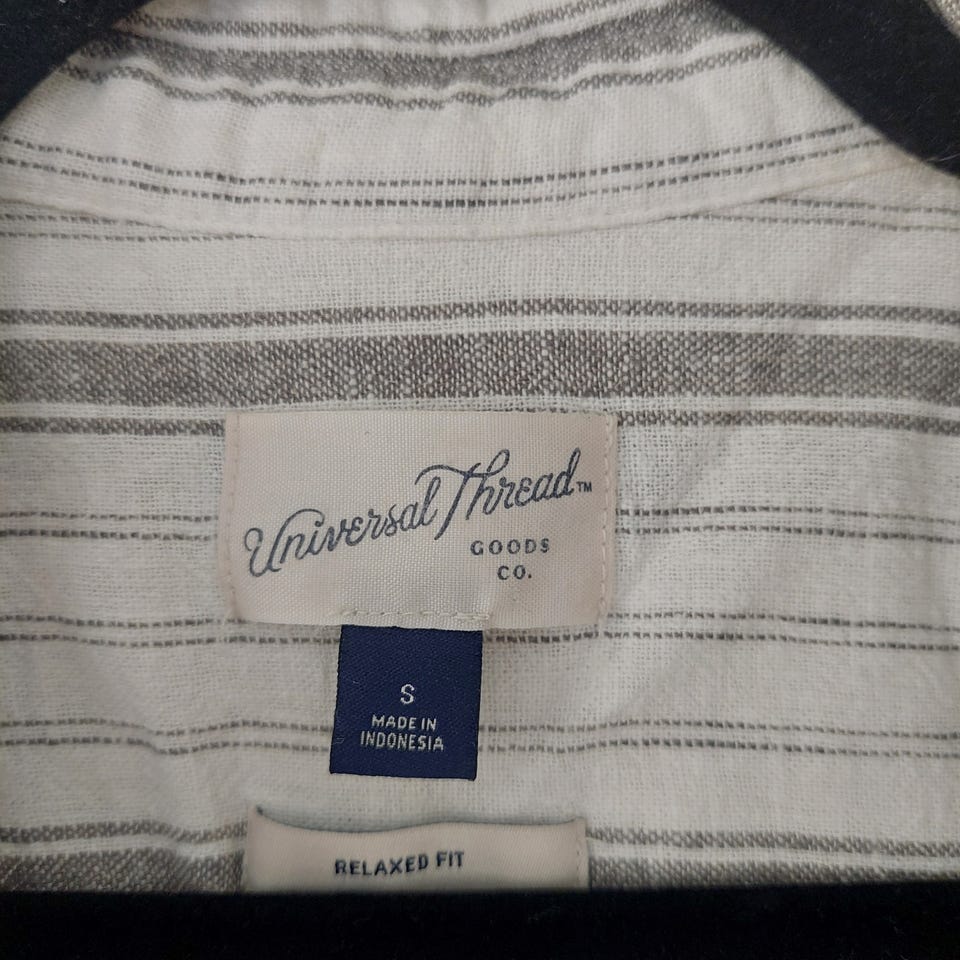 Universal Thread™
GOODS
CO.
S
MADE IN
INDONESIA
RELAXED FIT